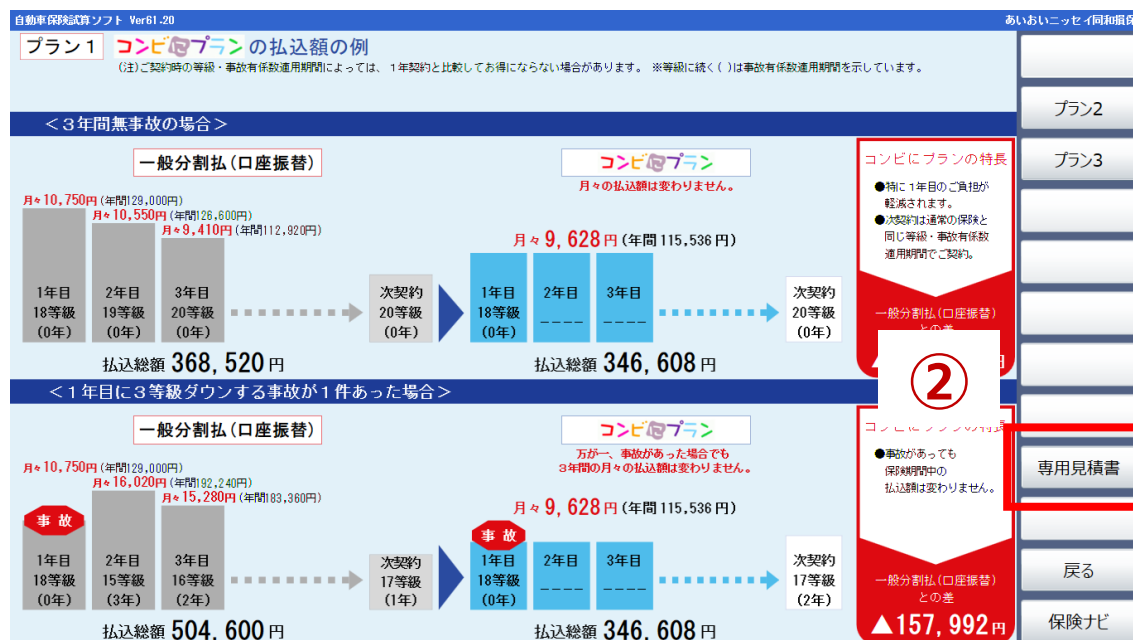 自動車保険試算ソフト Ver61.20
あいおいニッセイ同和損保
プラン1 コンビにプランの払込額の例
(注)ご契約時の等級・事故有係数適用期間によっては、1年契約と比較してお得にならない場合があります。 ※等級に続く( )は事故有係数適用期間を示しています。
<3年間無事故の場合>
一般分割払(口座振替)
月々10,750円(年間129,000円)
月々10,550円(年間126,600円)
月々9,410円(年間112,920円)
1年目
18等級
(0年)
2年目
19等級
(0年)
3年目
20等級
(0年)
次契約
20等級
(0年)
払込総額 368,520円
コンビにプラン
月々の払込額は変わりません。
月々9,628円(年間115,536円)
1年目
18等級
(0年)
2年目
----
3年目
----
次契約
20等級
(0年)
払込総額 346,608円
コンビにプランの特長
●特に1年目のご負担が
軽減されます。
●次契約は通常の保険と
同じ等級・事故有係数
適用期間でご契約。
一般分割払(口座振替)
との差
▲
円
②
<1年目に3等級ダウンする事故が1件あった場合>
一般分割払(口座振替)
月々10,750円(年間129,000円)
月々16,020円(年間192,240円)
月々15,280円(年間183,360円)
事故
1年目
18等級
(0年)
2年目
15等級
(3年)
3年目
16等級
(2年)
次契約
17等級
(1年)
払込総額 504,600円
コンビにプラン
万が一、事故があった場合でも
3年間の月々の払込額は変わりません。
月々9,628円(年間115,536円)
事故
1年目
18等級
(0年)
2年目
----
3年目
----
次契約
17等級
(2年)
払込総額 346,608円
コンビにプランの特長
●事故があっても
保険期間中の
払込額は変わりません。
一般分割払(口座振替)
との差
▲157,992円
プラン2
プラン3
専用見積書
戻る
保険ナビ